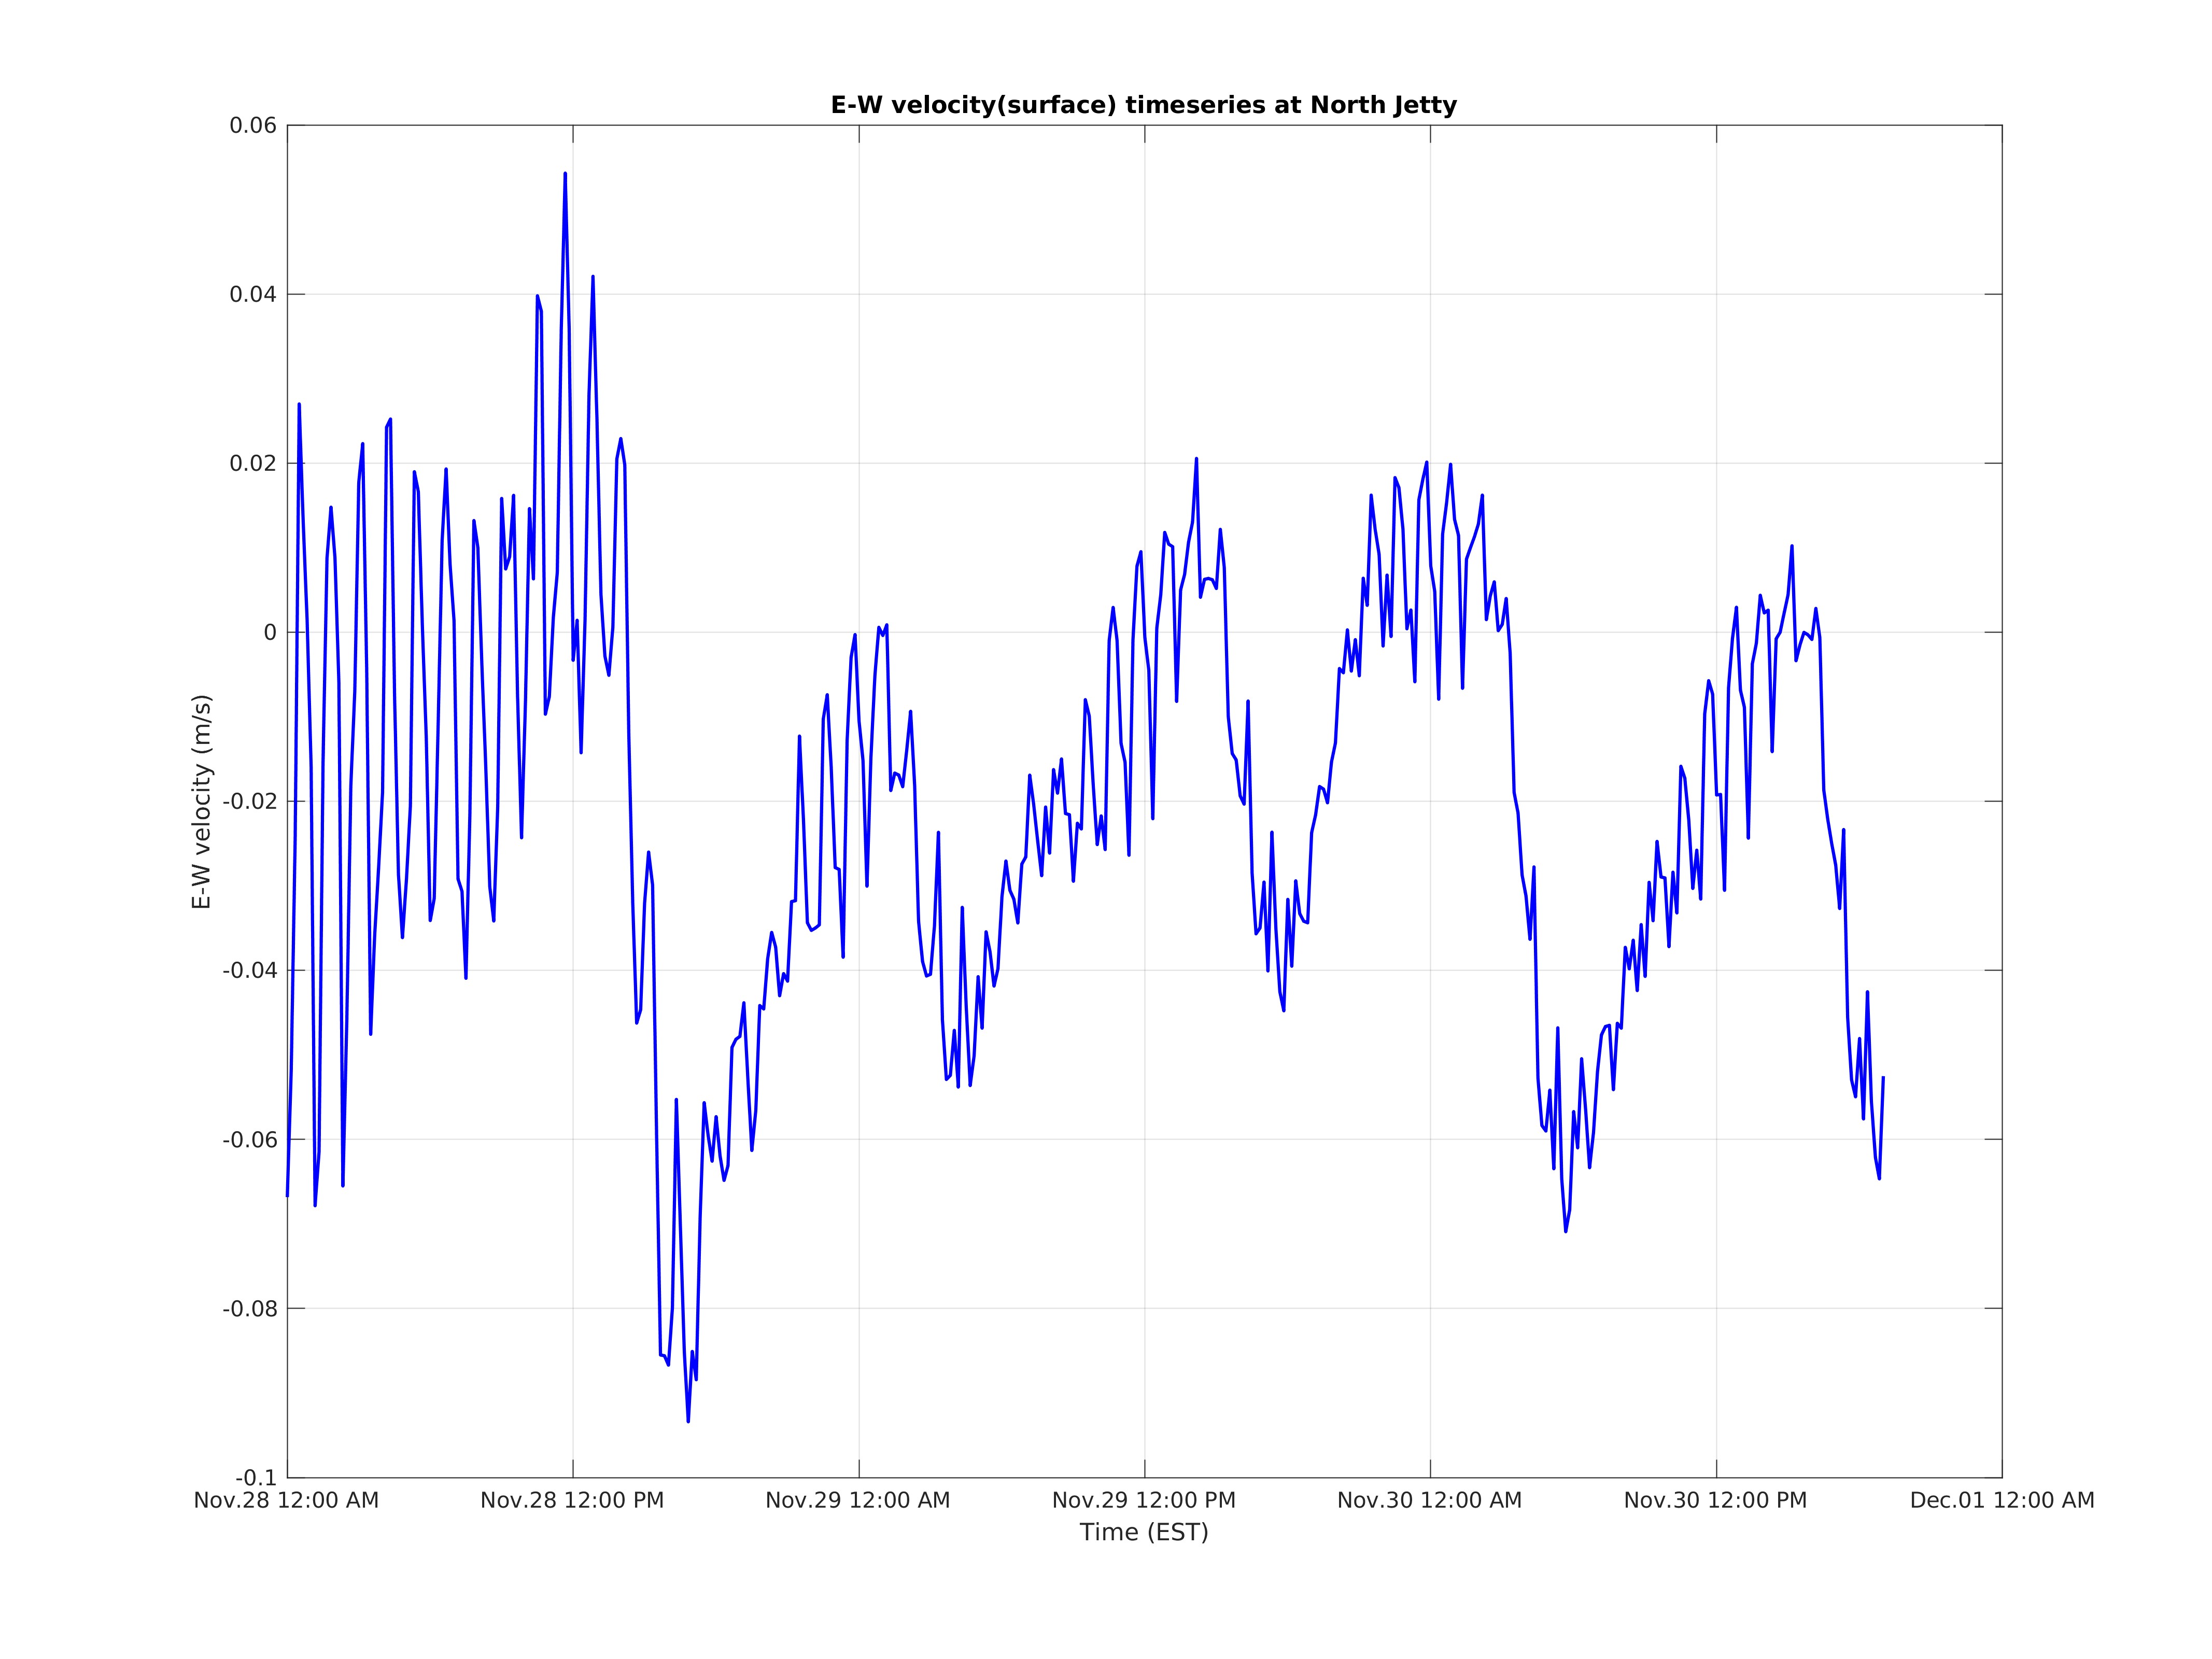 E-W velocity(surface) timeseries at North Jetty
0.06
0.04
0.02
0
-0.02
-0.04
-0.06
-0.08
-0.1
E-W velocity (m/s)
Nov.28 12:00 AM Nov.28 12:00 PM Nov.29 12:00 AM Nov.29 12:00 PM Nov.30 12:00 AM Nov.30 12:00 PM Dec.01 12:00 AM
Time (EST)